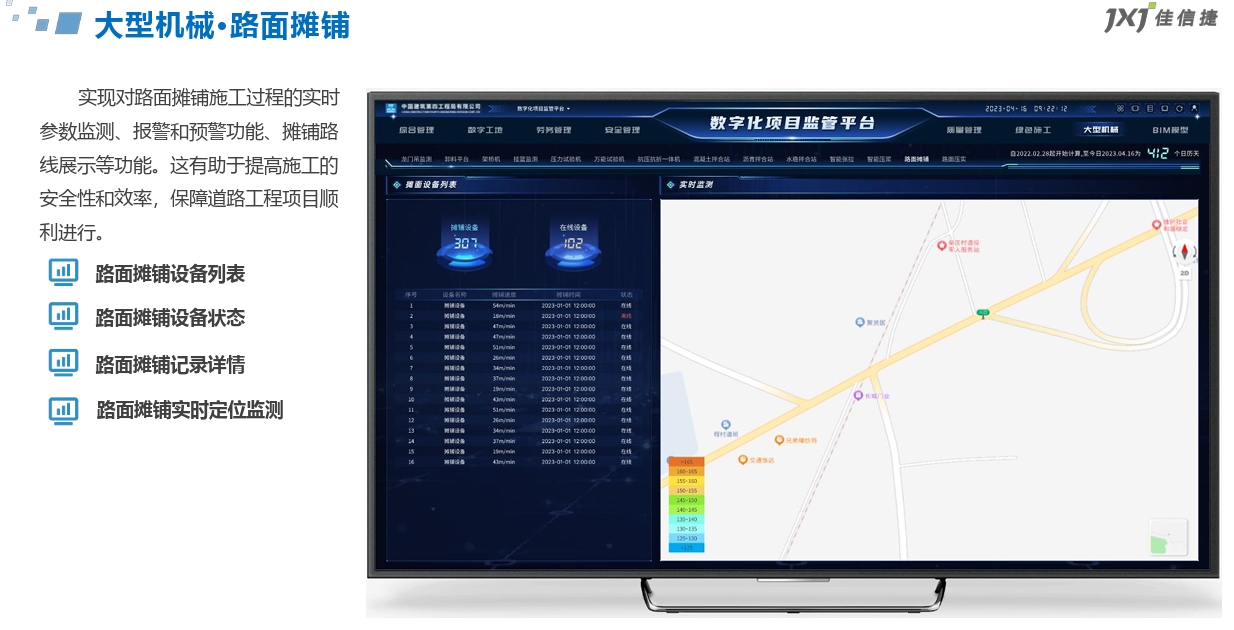 大型机械•路面摊铺
JXJ 佳信捷
实现对路面摊铺施工过程的实时
参数监测、报警和预警功能、摊铺路
线展示等功能。这有助于提高施工的
安全性和效率，保障道路工程项目顺
利进行。
路面摊铺设备列表
路面摊铺设备状态
路面摊铺记录详情
路面摊铺实时定位监测
中国建筑第四工程局有限公司
数字化项目监管平台
数字化项目监管平台
2023-04-16 09:22:12
综合管理 数字工地 劳务管理 安全管理 质量管理 绿色施工 大型机械 BIM模型
龙门吊监测 卸料平台 架桥机 挂篮监测 压力试验机 万能试验机 抗压抗折一体机 混凝土拌合站 沥青拌合站 水稳拌合站 智能张拉 智能压浆 路面摊铺 路面压实
自2022.02.28起开始计算,至今日2023.04.16为 412 个日历天
摊面设备列表
实时监测
摊铺设备
307
在线设备
102
序号 设备名称 摊铺速度 摊铺时间 状态
1 摊铺设备 54m/min 2023-01-01 12:00:00 在线
2 摊铺设备 16m/min 2023-01-01 12:00:00 离线
3 摊铺设备 47m/min 2023-01-01 12:00:00 在线
4 摊铺设备 47m/min 2023-01-01 12:00:00 在线
5 摊铺设备 51m/min 2023-01-01 12:00:00 在线
6 摊铺设备 26m/min 2023-01-01 12:00:00 在线
7 摊铺设备 34m/min 2023-01-01 12:00:00 在线
8 摊铺设备 37m/min 2023-01-01 12:00:00 在线
9 摊铺设备 19m/min 2023-01-01 12:00:00 在线
10 摊铺设备 43m/min 2023-01-01 12:00:00 在线
11 摊铺设备 51m/min 2023-01-01 12:00:00 在线
12 摊铺设备 26m/min 2023-01-01 12:00:00 在线
13 摊铺设备 34m/min 2023-01-01 12:00:00 在线
14 摊铺设备 37m/min 2023-01-01 12:00:00 在线
15 摊铺设备 19m/min 2023-01-01 12:00:00 在线
16 摊铺设备 43m/min 2023-01-01 12:00:00 在线
军人服务站
2D
长城门业
交通饭店
>165
160-165
155-160
150-155
145-150
140-145
135-140
130-135
125-130
<125